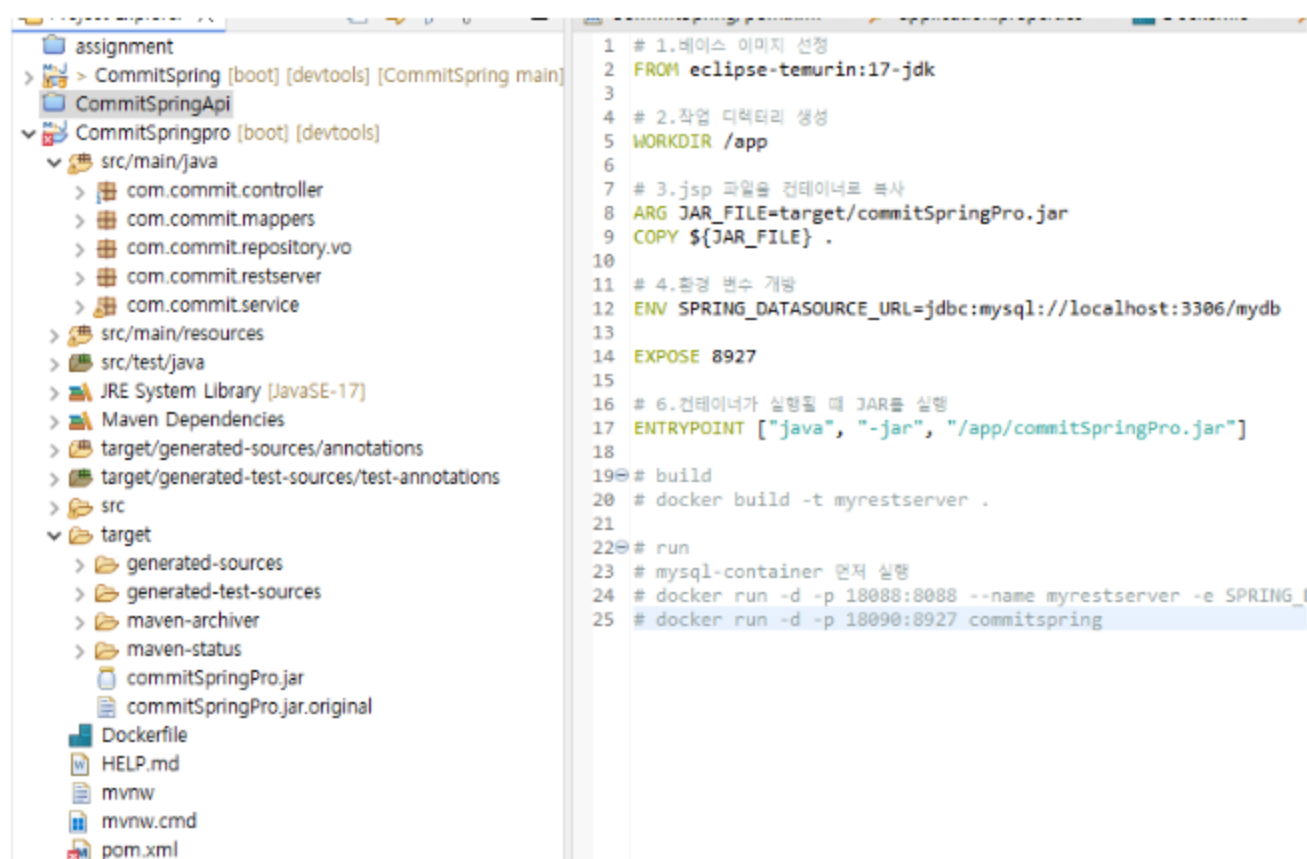 assignment
> CommitSpring [boot] [devtools] [CommitSpring main]
CommitSpringApi
CommitSpringpro [boot] [devtools]
src/main/java
com.commit.controller
com.commit.mappers
com.commit.repository.vo
com.commit.restserver
com.commit.service
src/main/resources
src/test/java
JRE System Library [JavaSE-17]
Maven Dependencies
target/generated-sources/annotations
target/generated-test-sources/test-annotations
src
target
generated-sources
generated-test-sources
maven-archiver
maven-status
commitSpringPro.jar
commitSpringPro.jar.original
Dockerfile
HELP.md
mvnw
mvnw.cmd
pom.xml
1 # 1.베이스 이미지 선정
2 FROM eclipse-temurin:17-jdk
3
4 # 2.작업 디렉터리 생성
5 WORKDIR /app
6
7 # 3.jsp 파일을 컨테이너로 복사
8 ARG JAR_FILE=target/commitSpringPro.jar
9 COPY ${JAR_FILE} .
10
11 # 4.환경 변수 개방
12 ENV SPRING_DATASOURCE_URL=jdbc:mysql://localhost:3306/mydb
13
14 EXPOSE 8927
15
16 # 6.컨테이너가 실행될 때 JAR를 실행
17 ENTRYPOINT ["java", "-jar", "/app/commitSpringPro.jar"]
18
19 # build
20 # docker build -t myrestserver .
21
22 # run
23 # mysql-container 먼저 실행
24 # docker run -d -p 18088:8088 --name myrestserver -e SPRING_
25 # docker run -d -p 18090:8927 commitspring